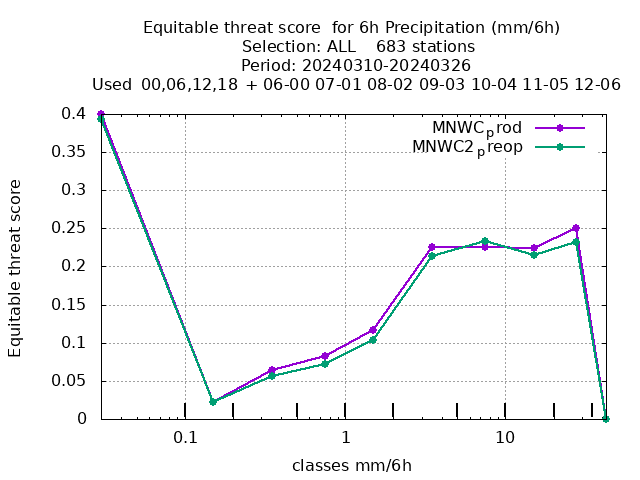 Equitable threat score  for 6h Precipitation (mm/6h)
Selection: ALL    683 stations
Period: 20240310-20240326
Used  00,06,12,18  + 06-00 07-01 08-02  09-03  10-04 11-05 12-06
MNWCprod
MNWC2preop
0.4
0.35
0.3
0.25
0.2
0.15
0.1
0.05
0
Equitable threat score
0.1 1 10
classes mm/6h